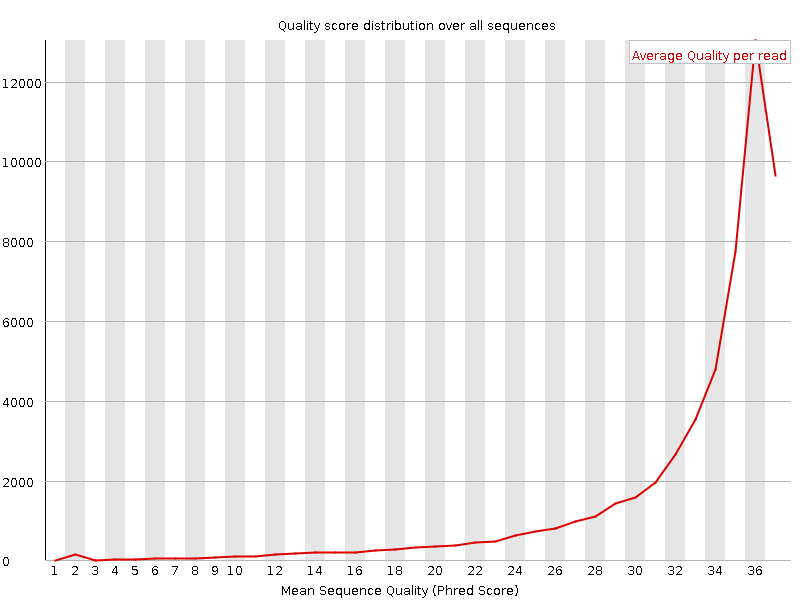 Quality score distribution over all sequences
Average Quality per read
12000
10000
8000
6000
4000
2000
0
1 2 3 4 5 6 7 8 9 10 12 14 16 18 20 22 24 26 28 30 32 34 36
Mean Sequence Quality (Phred Score)